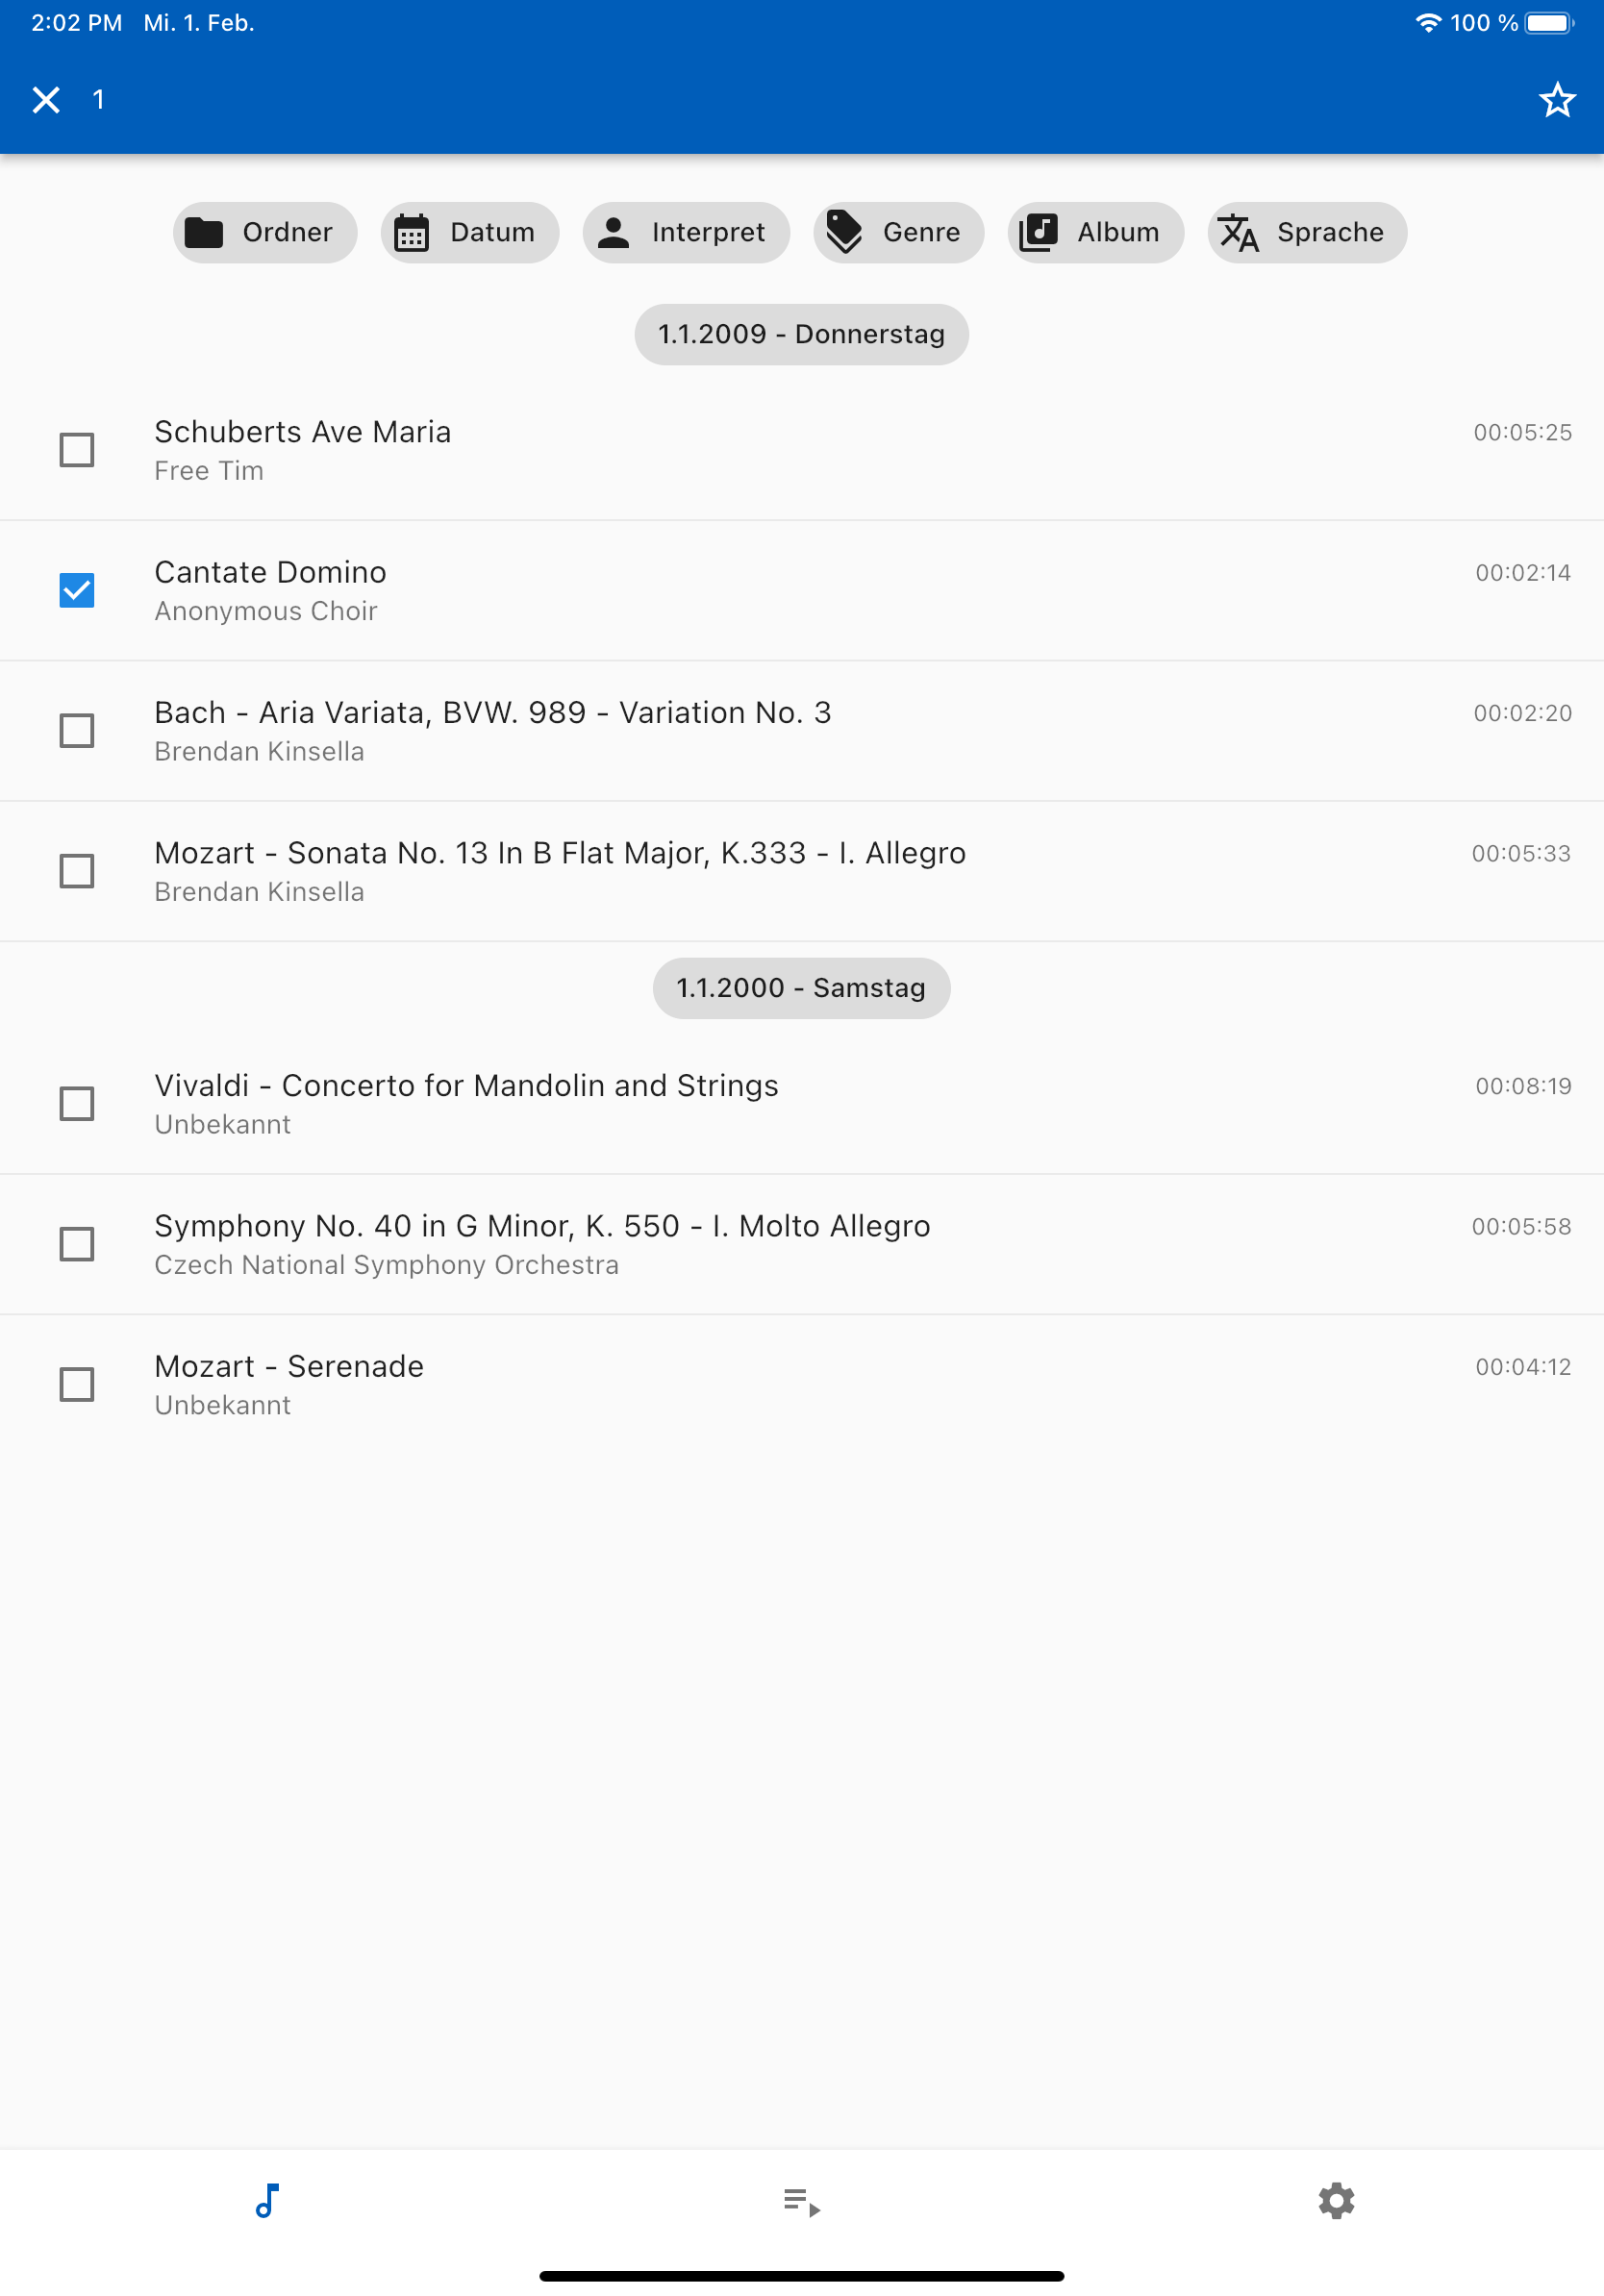 2:02 PM Mi. 1. Feb. 100 %
1
Ordner Datum Interpret Genre Album Sprache
1.1.2009 - Donnerstag
Schuberts Ave Maria 00:05:25
Free Tim
Cantate Domino 00:02:14
Anonymous Choir
Bach - Aria Variata, BVW. 989 - Variation No. 3 00:02:20
Brendan Kinsella
Mozart - Sonata No. 13 In B Flat Major, K.333 - I. Allegro 00:05:33
Brendan Kinsella
1.1.2000 - Samstag
Vivaldi - Concerto for Mandolin and Strings 00:08:19
Unbekannt
Symphony No. 40 in G Minor, K. 550 - I. Molto Allegro 00:05:58
Czech National Symphony Orchestra
Mozart - Serenade 00:04:12
Unbekannt